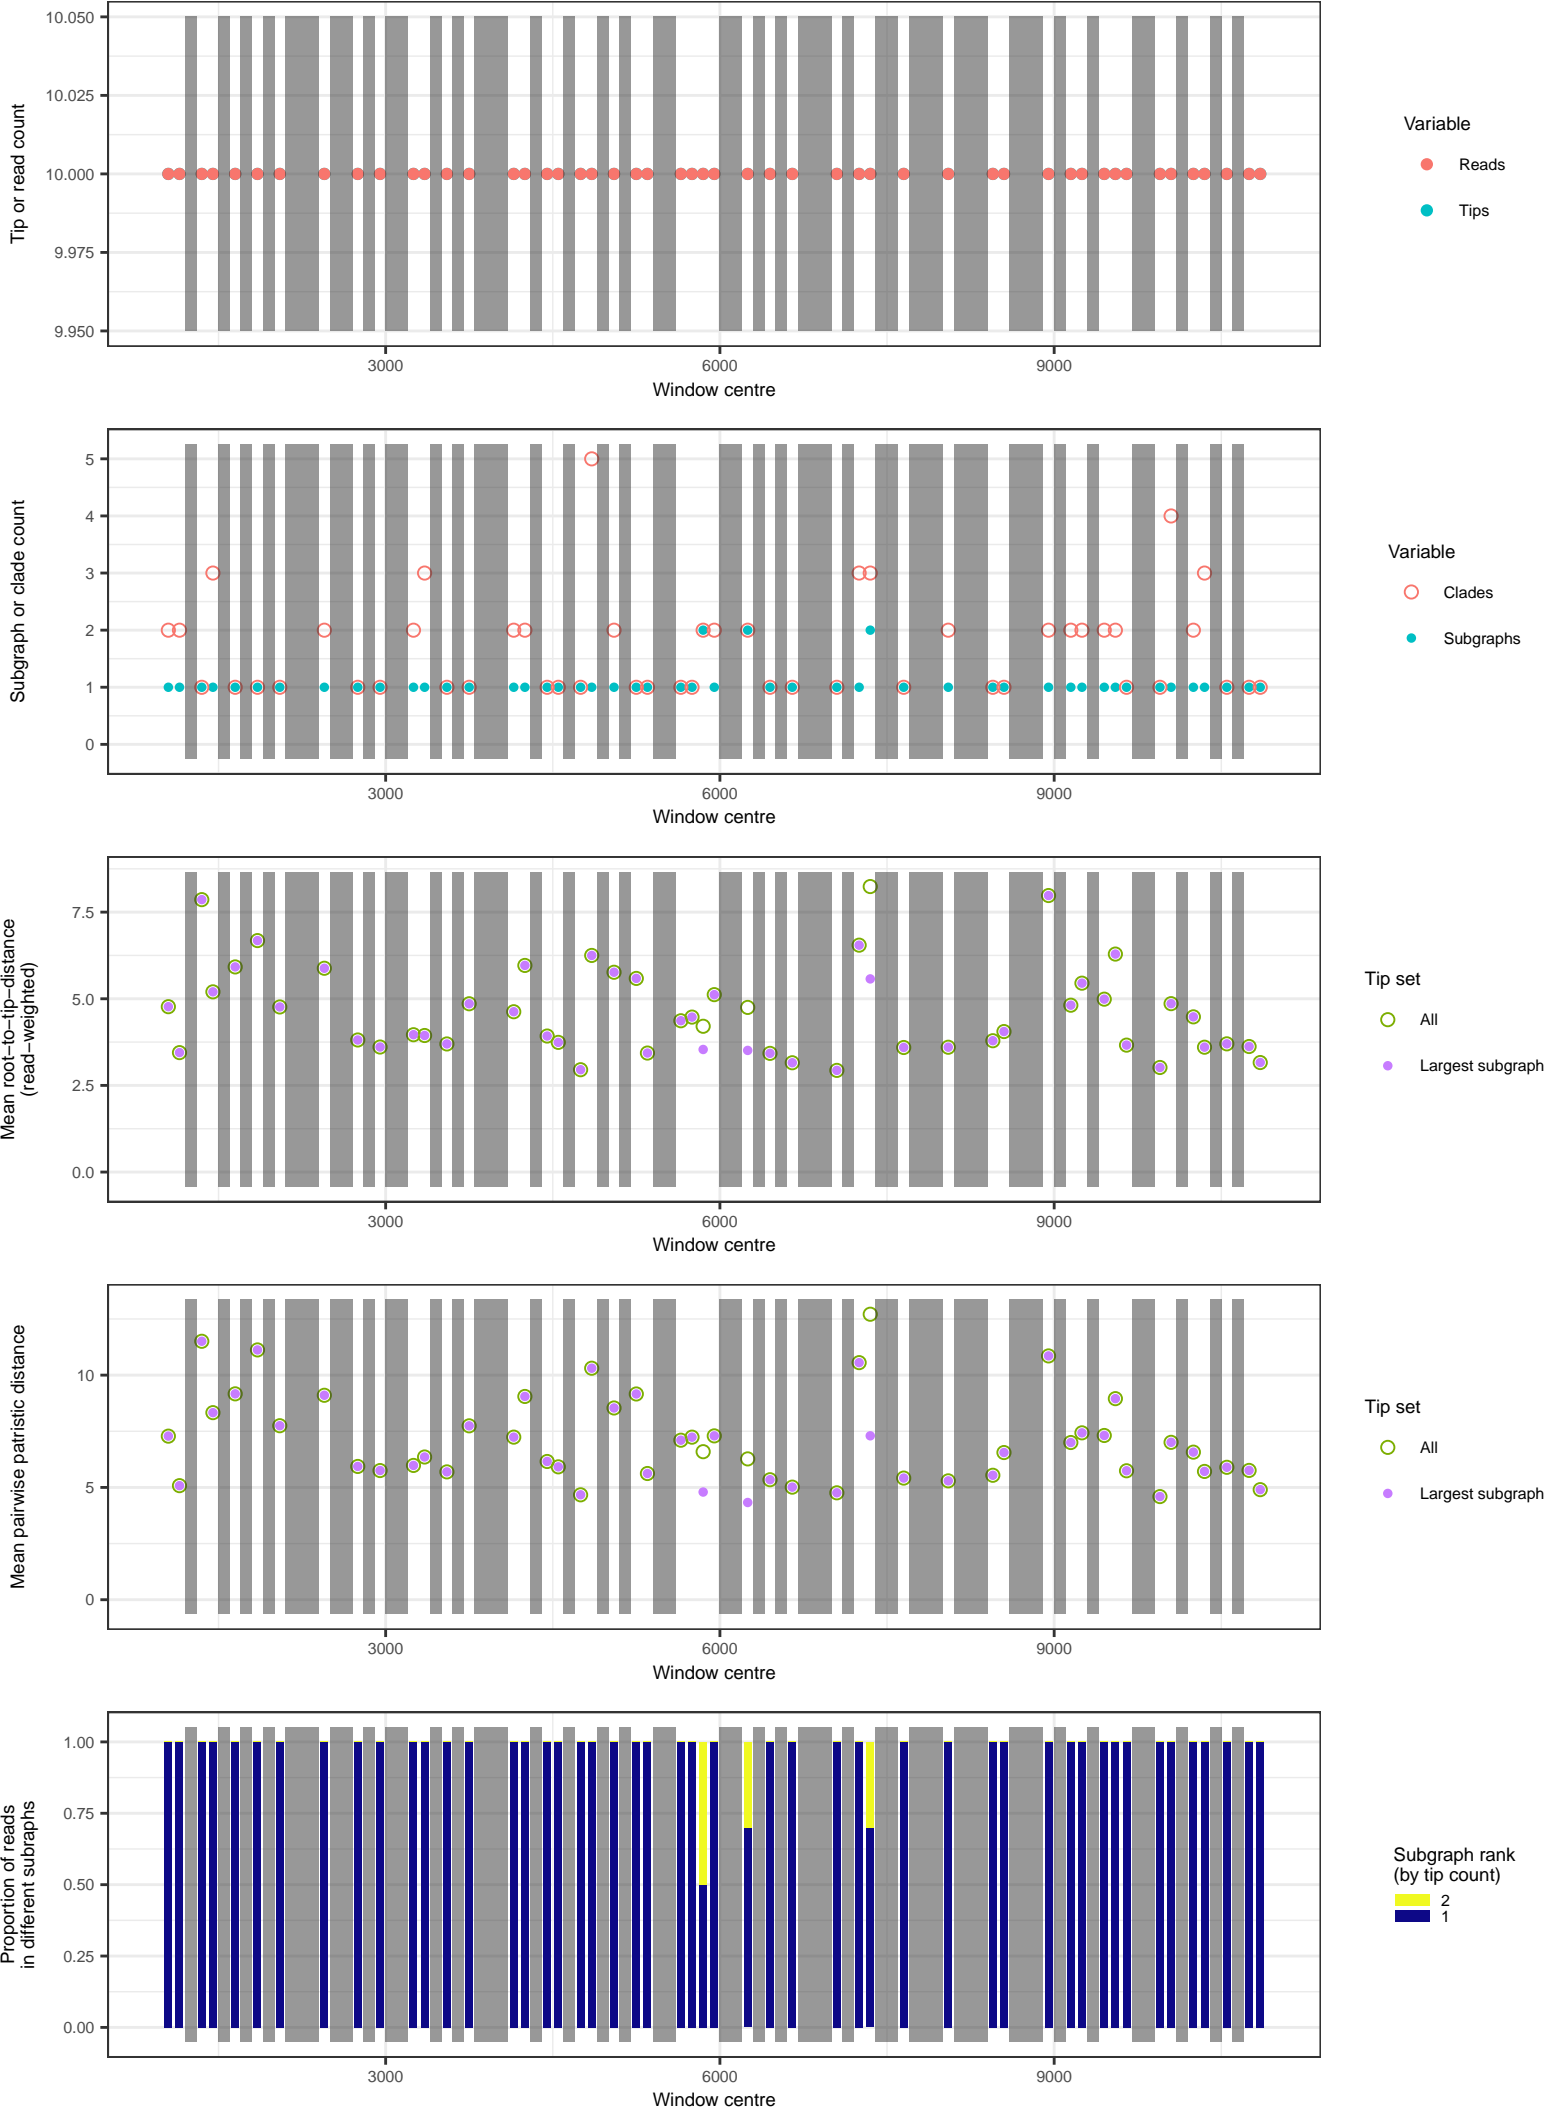 10.050
10.025
10.000
9.975
9.950
Tip or read count
3000
6000
9000
Window centre
Variable
Reads
Tips
5
4
3
2
1
0
Subgraph or clade count
3000
6000
9000
Window centre
Variable
Clades
Subgraphs
7.5
5.0
2.5
0.0
Mean root−to−tip−distance
(read−weighted)
3000
6000
9000
Window centre
Tip set
All
Largest subgraph
10
5
0
Mean pairwise patristic distance
3000
6000
9000
Window centre
Tip set
All
Largest subgraph
1.00
0.75
0.50
0.25
0.00
Proportion of reads
in different subraphs
3000
6000
9000
Window centre
Subgraph rank
(by tip count)
2
1